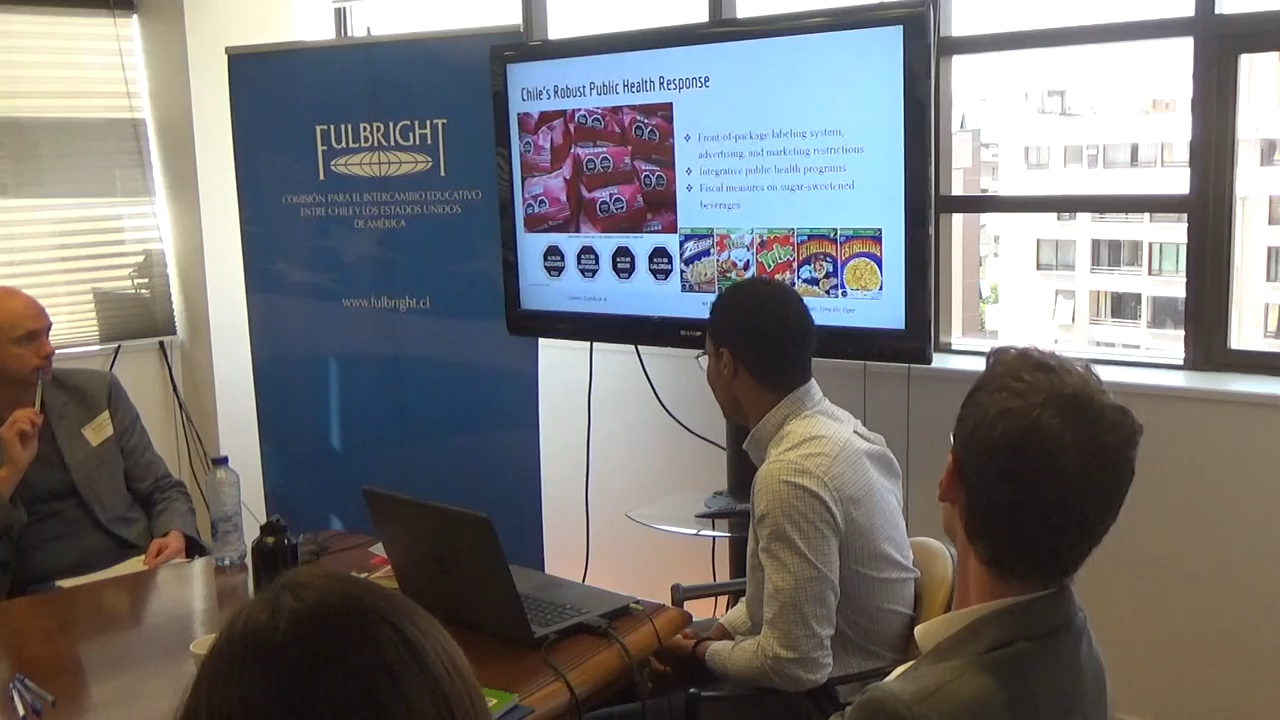 FULBRIGHT
COMISIÓN PARA EL INTERCAMBIO EDUCATIVO
ENTRE CHILE Y LOS ESTADOS UNIDOS
DE AMÉRICA
www.fulbright.cl
Chile's Robust Public Health Response
❖ Front-of-package labeling system,
advertising, and marketing restrictions
❖ Integrative public health programs
❖ Fiscal measures on sugar-sweetened
beverages
ALTO EN AZÚCARES
ALTO EN GRASAS SATURADAS
ALTO EN SODIO
ALTO EN CALORÍAS
Zucosos
Trix
ESTRELLITAS
ESTRELLITAS
SHARP